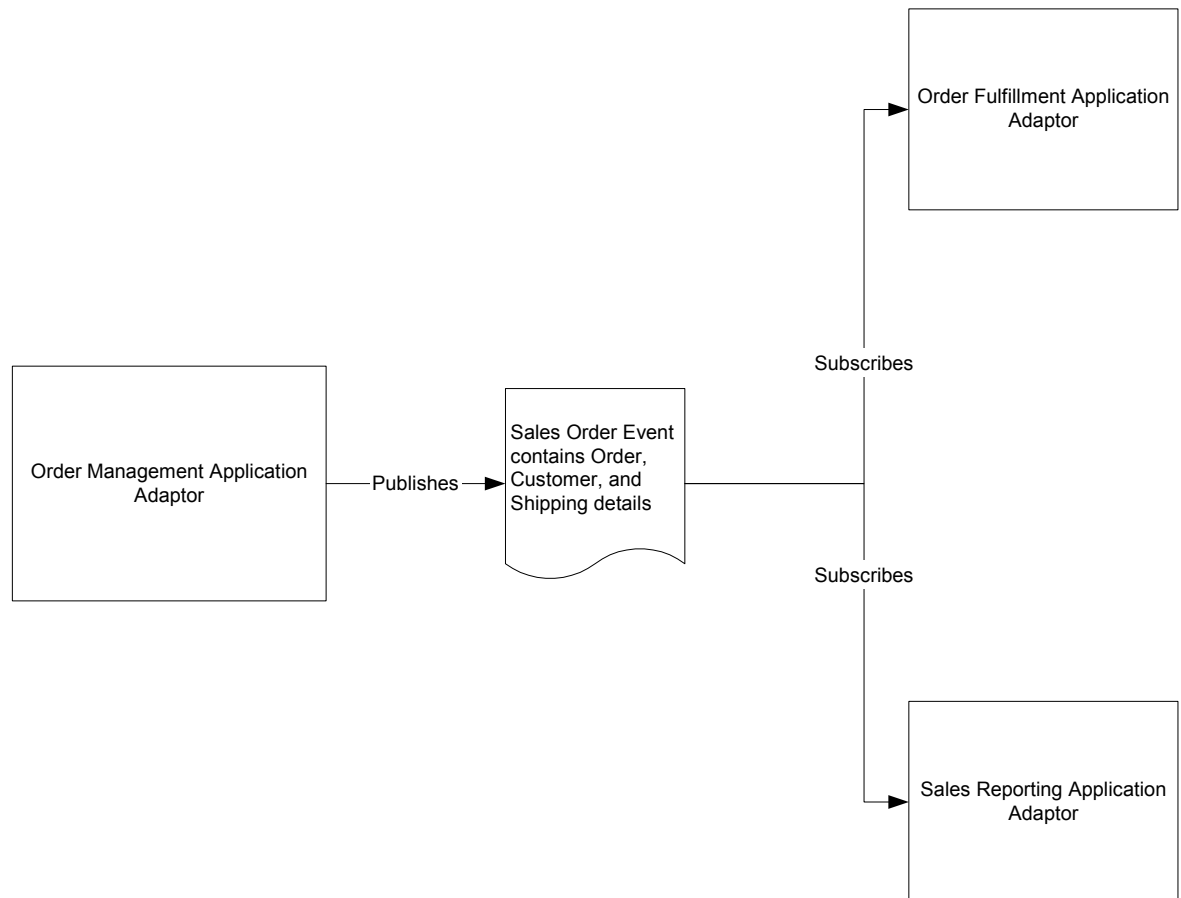 Order Fulfillment Application
Adaptor
Subscribes
Order Management Application
Adaptor
Publishes
Sales Order Event
contains Order,
Customer, and
Shipping details
Subscribes
Sales Reporting Application
Adaptor